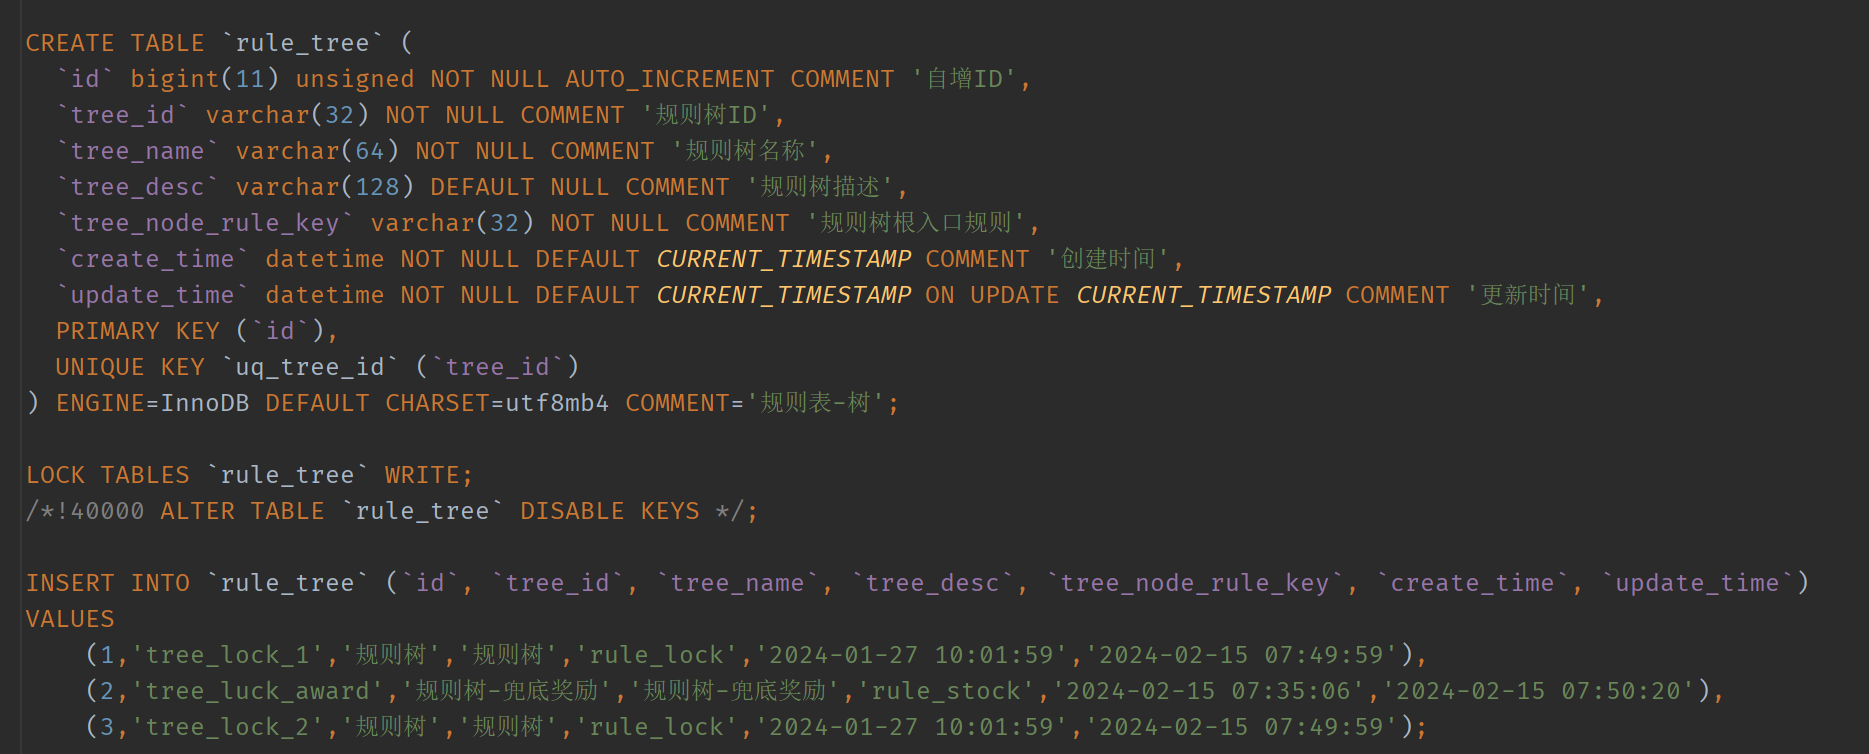 CREATE TABLE `rule_tree` (
  `id` bigint(11) unsigned NOT NULL AUTO_INCREMENT COMMENT '自增ID',
  `tree_id` varchar(32) NOT NULL COMMENT '规则树ID',
  `tree_name` varchar(64) NOT NULL COMMENT '规则树名称',
  `tree_desc` varchar(128) DEFAULT NULL COMMENT '规则树描述',
  `tree_node_rule_key` varchar(32) NOT NULL COMMENT '规则树根入口规则',
  `create_time` datetime NOT NULL DEFAULT CURRENT_TIMESTAMP COMMENT '创建时间',
  `update_time` datetime NOT NULL DEFAULT CURRENT_TIMESTAMP ON UPDATE CURRENT_TIMESTAMP COMMENT '更新时间',
  PRIMARY KEY (`id`),
  UNIQUE KEY `uq_tree_id` (`tree_id`)
) ENGINE=InnoDB DEFAULT CHARSET=utf8mb4 COMMENT='规则表-树';
LOCK TABLES `rule_tree` WRITE;
/*!40000 ALTER TABLE `rule_tree` DISABLE KEYS */;
INSERT INTO `rule_tree` (`id`, `tree_id`, `tree_name`, `tree_desc`, `tree_node_rule_key`, `create_time`, `update_time`)
VALUES
    (1,'tree_lock_1','规则树','规则树','rule_lock','2024-01-27 10:01:59','2024-02-15 07:49:59'),
    (2,'tree_luck_award','规则树-兜底奖励','规则树-兜底奖励','rule_stock','2024-02-15 07:35:06','2024-02-15 07:50:20'),
    (3,'tree_lock_2','规则树','规则树','rule_lock','2024-01-27 10:01:59','2024-02-15 07:49:59');